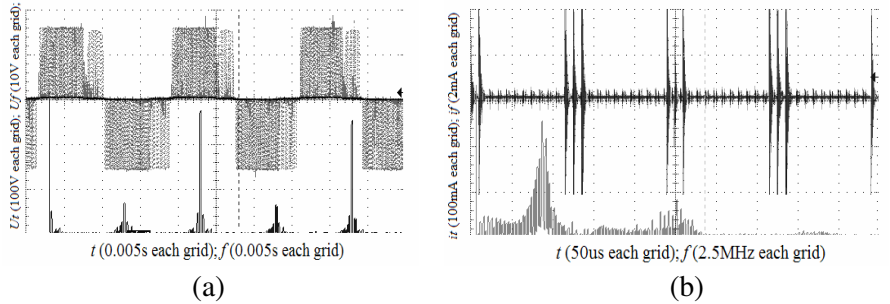 Ut (100V each grid); Uf (10V each grid)
t (0.005s each grid); f (0.005s each grid)
(a)
it (100mA each grid); if (2mA each grid)
t (50us each grid); f (2.5MHz each grid)
(b)